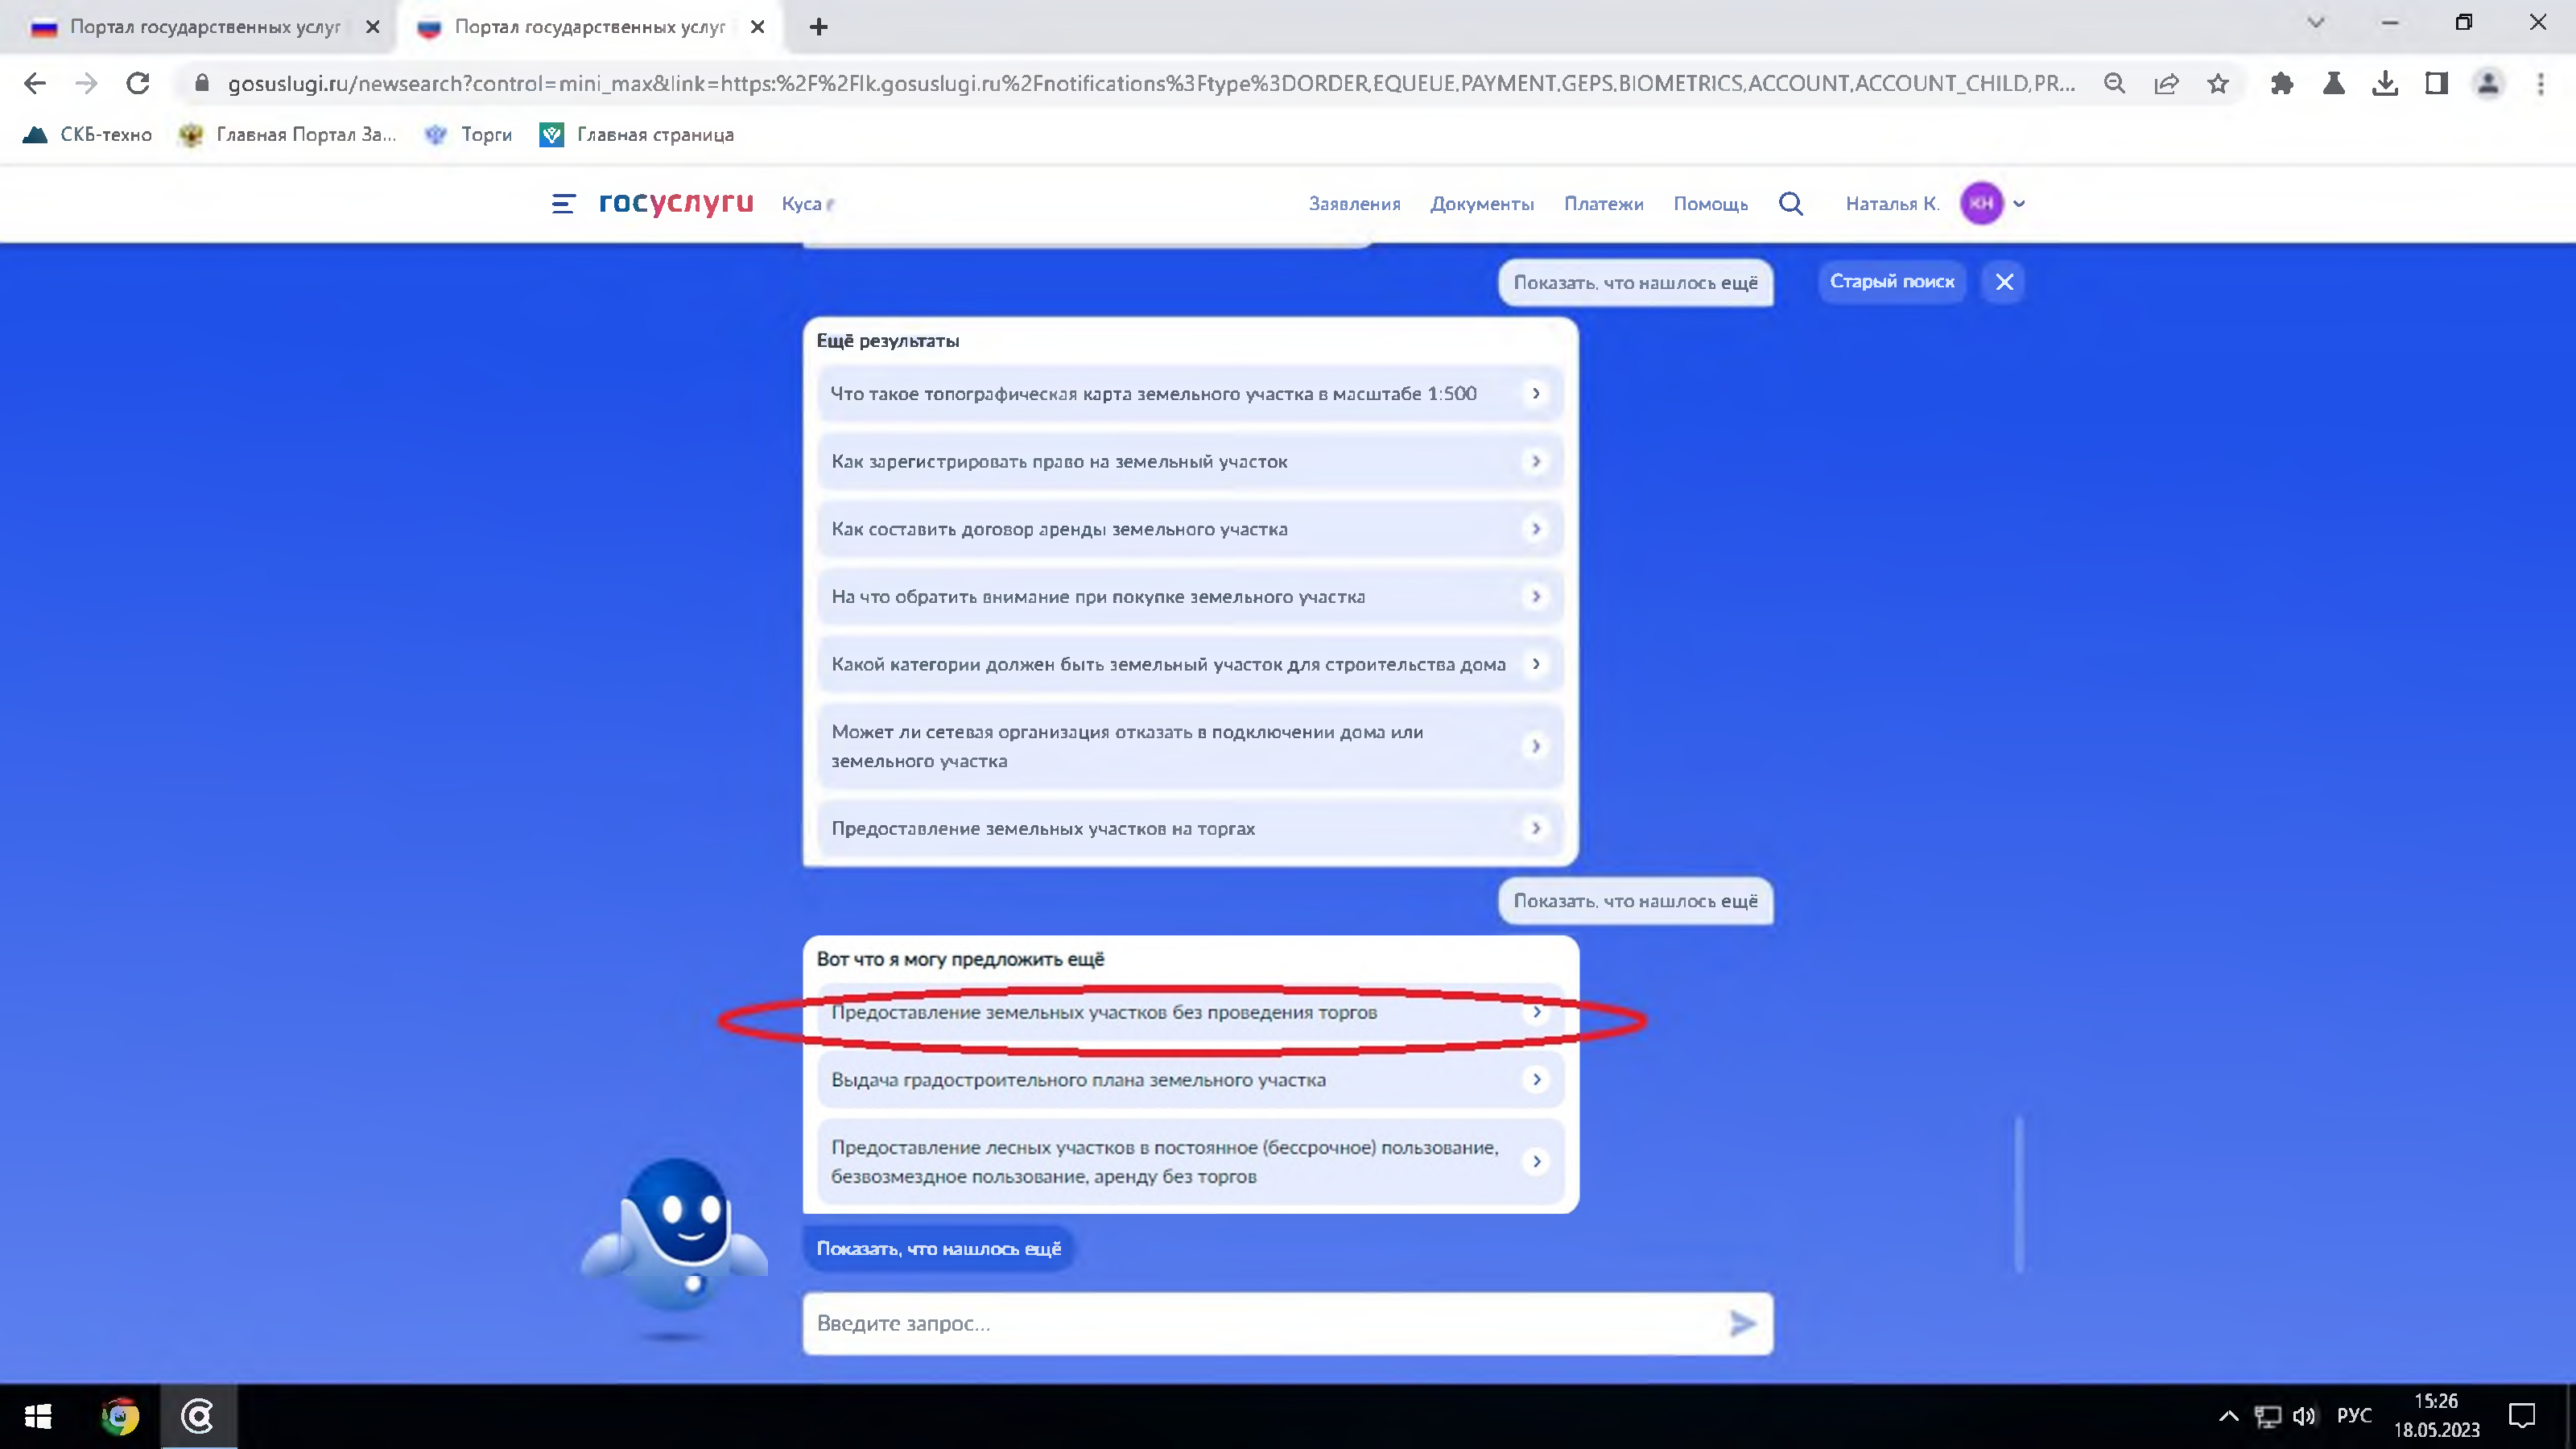 Портал государственных услуг
Портал государственных услуг
gosuslugi.ru/newsearch?control=mini_max&link=https:%2F%2Flk.gosuslugi.ru%2Fnotifications%3Ftype%3DORDER,EQUEUE,PAYMENT,GEPS,BIOMETRICS,ACCOUNT,ACCOUNT_CHILD,PR...
СКБ-техно
Главная Портал За...
Торги
Главная страница
госуслуги
Куса г
Заявления
Документы
Платежи
Помощь
Наталья К.
КН
Показать, что нашлось ещё
Старый поиск
Ещё результаты
Что такое топографическая карта земельного участка в масштабе 1:500
Как зарегистрировать право на земельный участок
Как составить договор аренды земельного участка
На что обратить внимание при покупке земельного участка
Какой категории должен быть земельный участок для строительства дома
Может ли сетевая организация отказать в подключении дома или
земельного участка
Предоставление земельных участков на торгах
Показать, что нашлось ещё
Вот что я могу предложить ещё
Предоставление земельных участков без проведения торгов
Выдача градостроительного плана земельного участка
Предоставление лесных участков в постоянное (бессрочное) пользование,
безвозмездное пользование, аренду без торгов
Показать, что нашлось ещё
Введите запрос...
РУС
15:26
18.05.2023